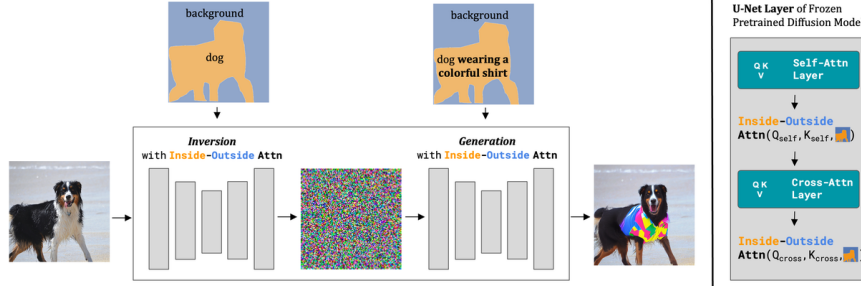 background
dog
background
dog wearing a
colorful shirt
Inversion
with Inside-Outside Attn
Generation
with Inside-Outside Attn
U-Net Layer of Frozen
Pretrained Diffusion Mode
Q K
V
Self-Attn
Layer
Inside-Outside
Attn(Qself,Kself, )
Q K
V
Cross-Attn
Layer
Inside-Outside
Attn(Qcross,Kcross, )